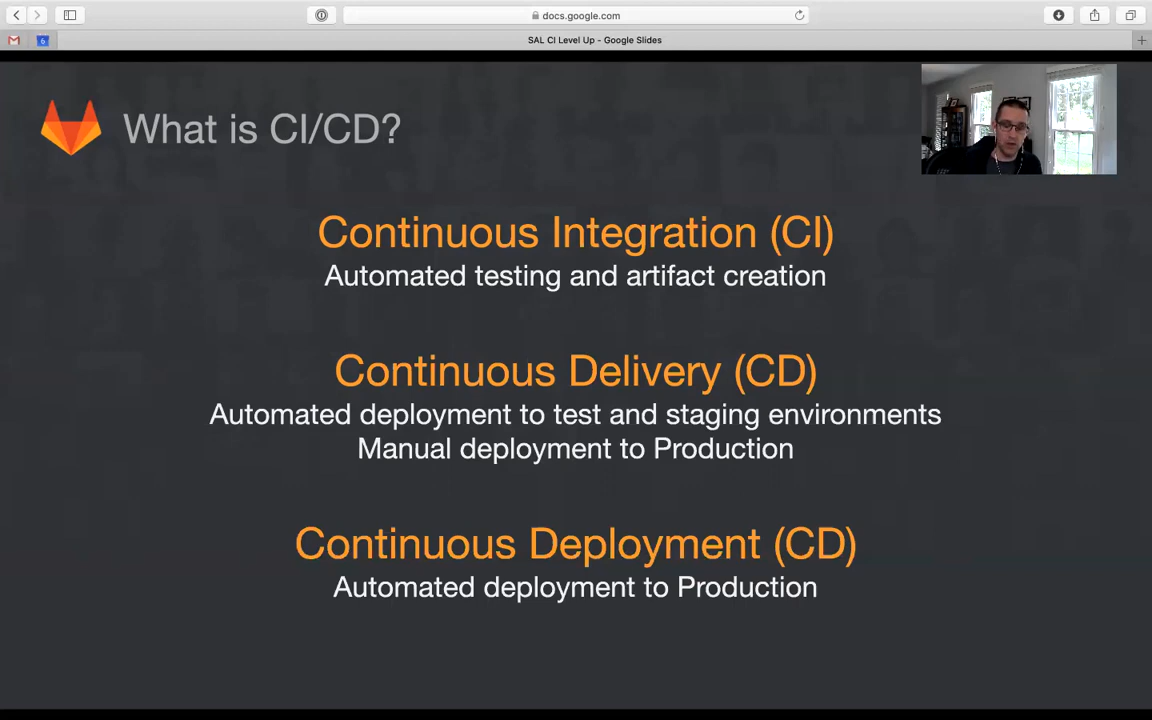 docs.google.com
SAL CI Level Up - Google Slides
What is CI/CD?
Continuous Integration (CI)
Automated testing and artifact creation
Continuous Delivery (CD)
Automated deployment to test and staging environments
Manual deployment to Production
Continuous Deployment (CD)
Automated deployment to Production